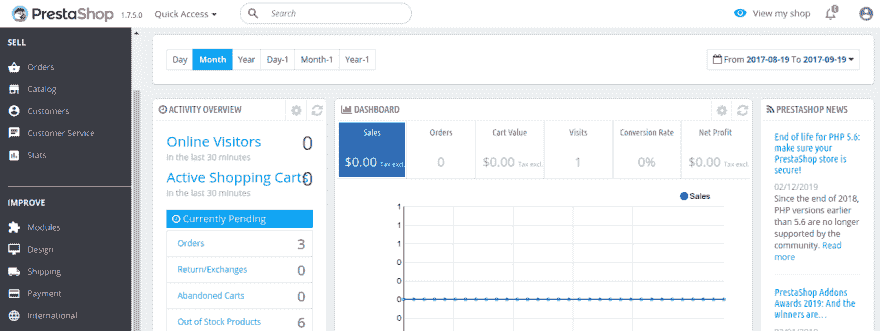 PrestaShop 1.7.5.0 Quick Access Search View my shop
SELL
Orders
Catalog
Customers
Customer Service
Stats
IMPROVE
Modules
Design
Shipping
Payment
International
Day Month Year Day-1 Month-1 Year-1
From 2017-08-19 To 2017-09-19
ACTIVITY OVERVIEW
Online Visitors 0
in the last 30 minutes
Active Shopping Carts 0
in the last 30 minutes
Currently Pending
Orders 3
Return/Exchanges 0
Abandoned Carts 0
Out of Stock Products 6
DASHBOARD
Sales Orders Cart Value Visits Conversion Rate Net Profit
$0.00 Tax excl. 0 $0.00 Tax excl. 1 0% $0.00 Tax excl.
Sales
1
1
1
0
0
0
0
PRESTASHOP NEWS
End of life for PHP 5.6:
make sure your
PrestaShop store is
secure!
02/12/2019
Since the end of 2018,
PHP versions earlier
than 5.6 are no longer
supported by the
community. Read
more
PrestaShop Addons
Awards 2019: And the
winners are…